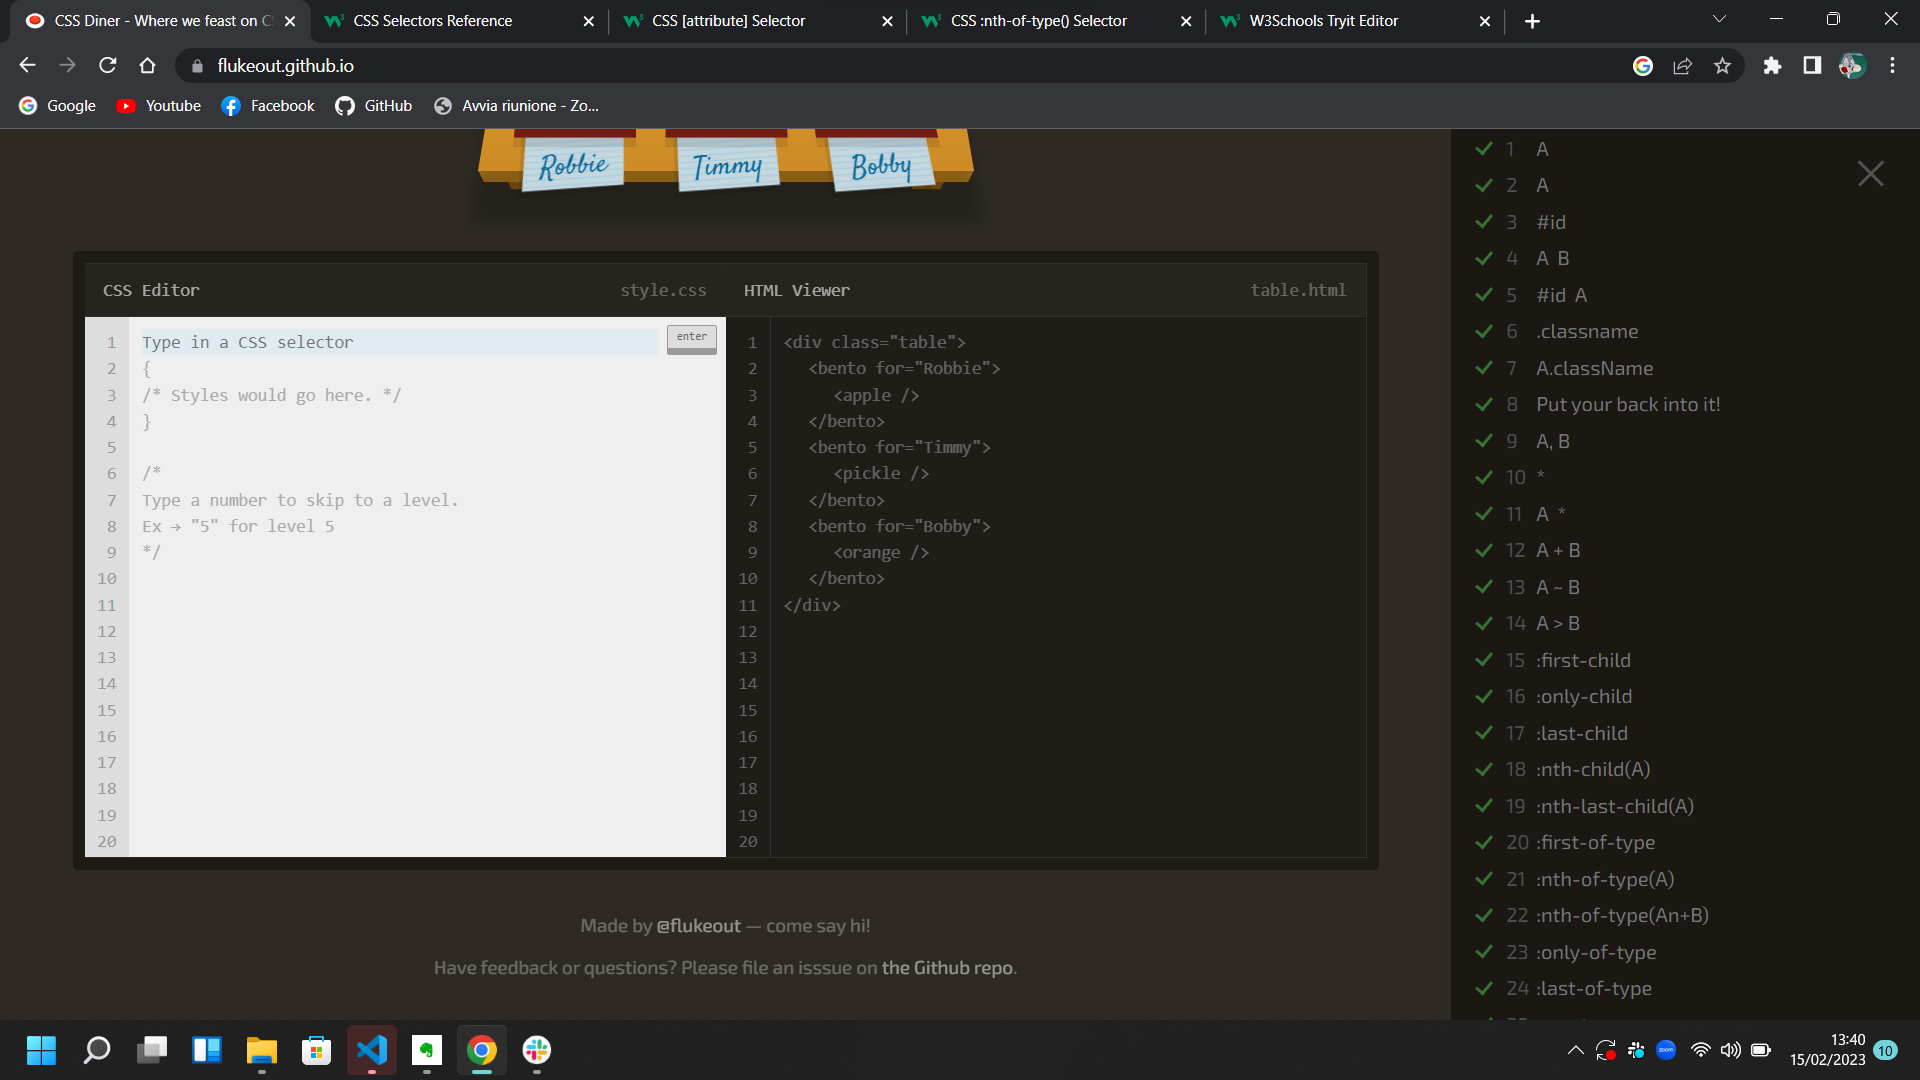 CSS Diner - Where we feast on C
CSS Selectors Reference
CSS [attribute] Selector
CSS :nth-of-type() Selector
W3Schools Tryit Editor
flukeout.github.io
Google
Youtube
Facebook
GitHub
Avvia riunione - Zo...
Robbie
Timmy
Bobby
CSS Editor
style.css
HTML Viewer
table.html
enter
1 Type in a CSS selector
2 {
3 /* Styles would go here. */
4 }
5
6 /*
7 Type a number to skip to a level.
8 Ex → "5" for level 5
9 */
10
11
12
13
14
15
16
17
18
19
20
1 <div class="table">
2 <bento for="Robbie">
3 <apple />
4 </bento>
5 <bento for="Timmy">
6 <pickle />
7 </bento>
8 <bento for="Bobby">
9 <orange />
10 </bento>
11 </div>
12
13
14
15
16
17
18
19
20
Made by @flukeout — come say hi!
Have feedback or questions? Please file an isssue on the Github repo.
1 A
2 A
3 #id
4 A B
5 #id A
6 .classname
7 A.className
8 Put your back into it!
9 A, B
10 *
11 A *
12 A + B
13 A ~ B
14 A > B
15 :first-child
16 :only-child
17 :last-child
18 :nth-child(A)
19 :nth-last-child(A)
20 :first-of-type
21 :nth-of-type(A)
22 :nth-of-type(An+B)
23 :only-of-type
24 :last-of-type
zoom
13:40
15/02/2023
10